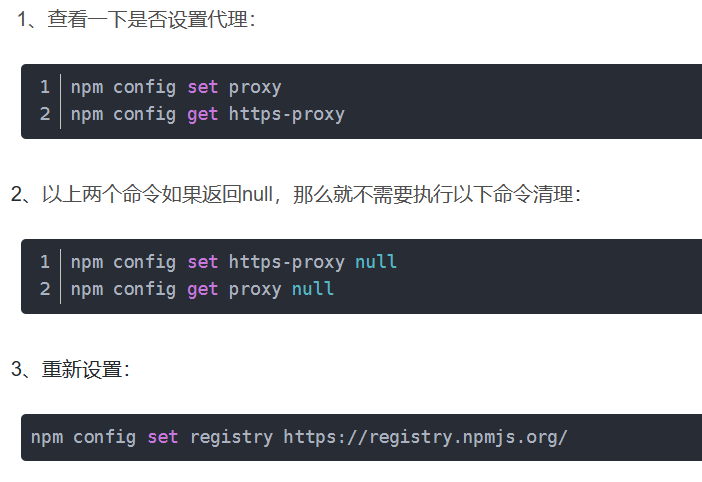 1、查看一下是否设置代理：
1 npm config set proxy
2 npm config get https-proxy
2、以上两个命令如果返回null，那么就不需要执行以下命令清理：
1 npm config set https-proxy null
2 npm config get proxy null
3、重新设置：
npm config set registry https://registry.npmjs.org/